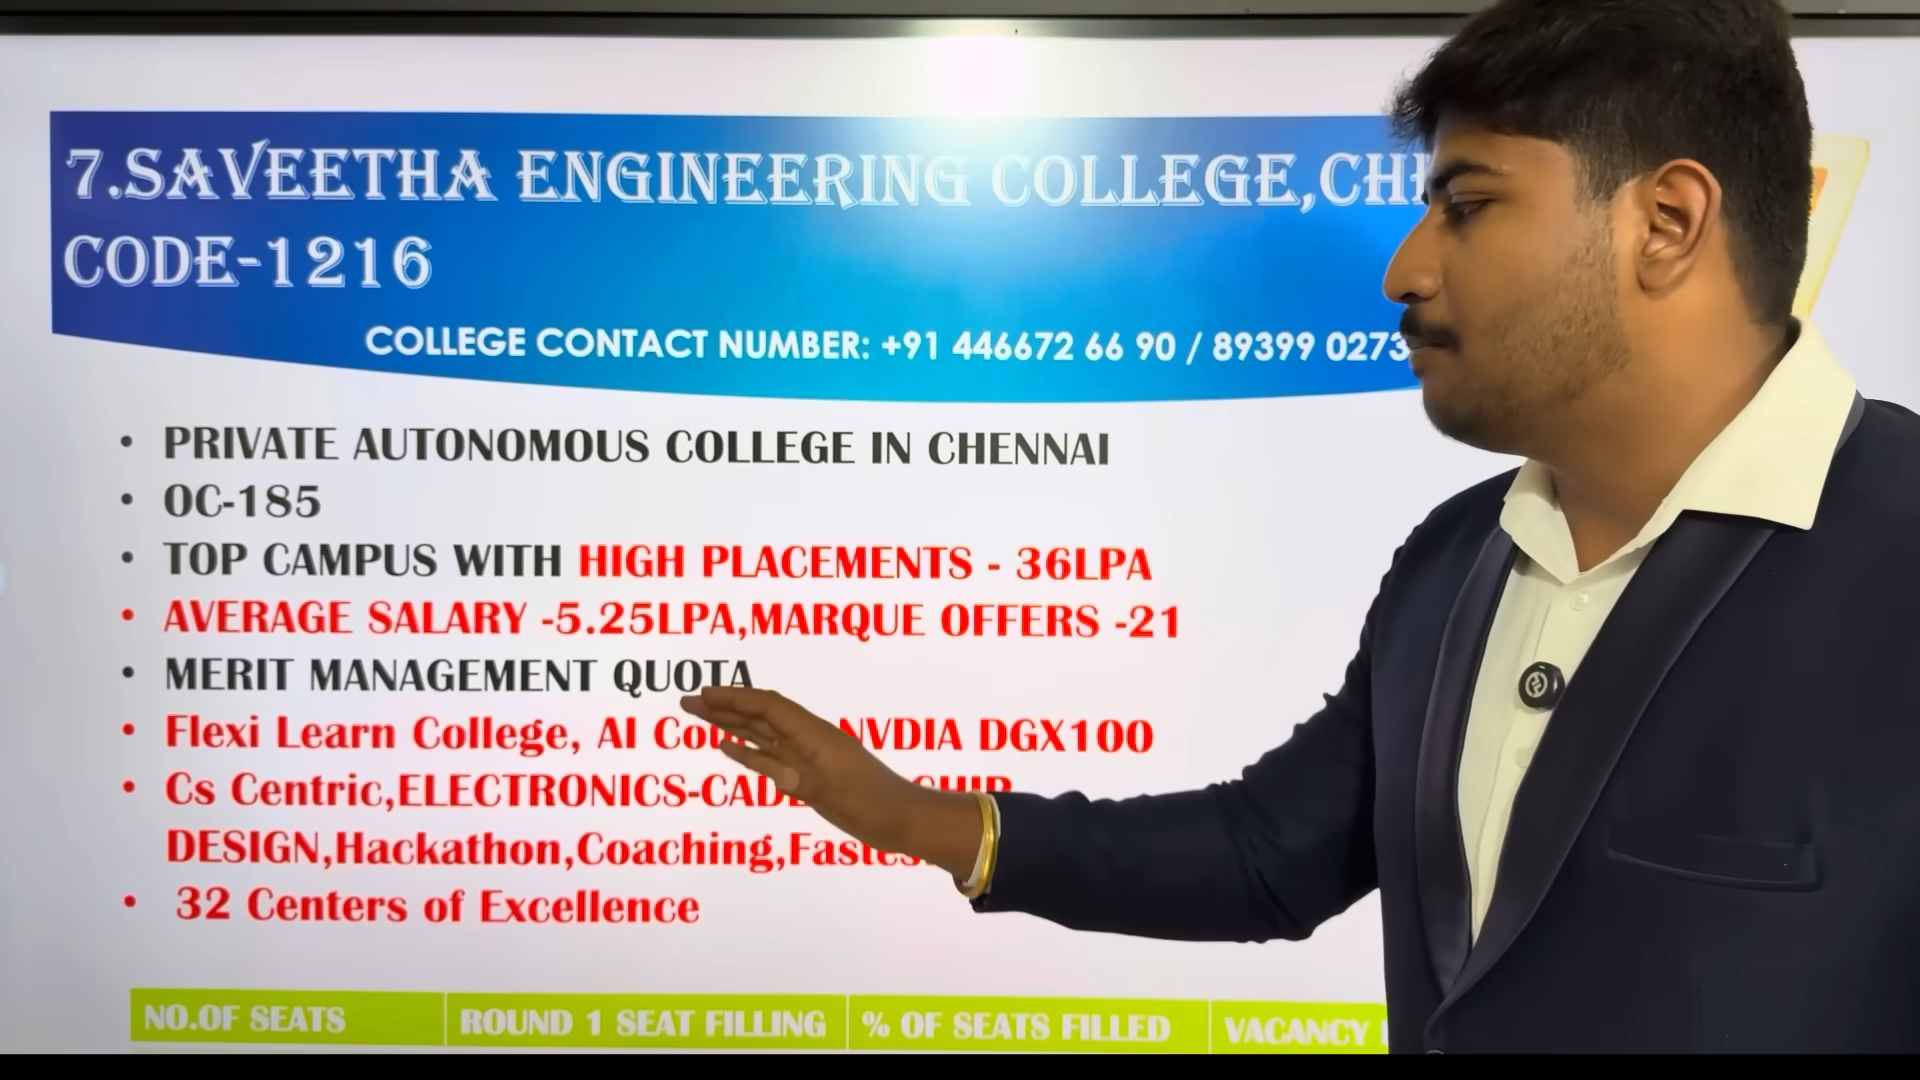 7.SAVEETHA ENGINEERING COLLEGE,CH
CODE-1216
COLLEGE CONTACT NUMBER: +91 446672 66 90 / 89399 0273
• PRIVATE AUTONOMOUS COLLEGE IN CHENNAI
• OC-185
• TOP CAMPUS WITH HIGH PLACEMENTS - 36LPA
• AVERAGE SALARY -5.25LPA,MARQUE OFFERS -21
• MERIT MANAGEMENT QUOTA
• Flexi Learn College, AI NVDIA DGX100
• Cs Centric,ELECTRONICS-CAD CHIP
DESIGN,Hackathon,Coaching,Fastes
• 32 Centers of Excellence
NO.OF SEATS
ROUND 1 SEAT FILLING
% OF SEATS FILLED
VACANCY